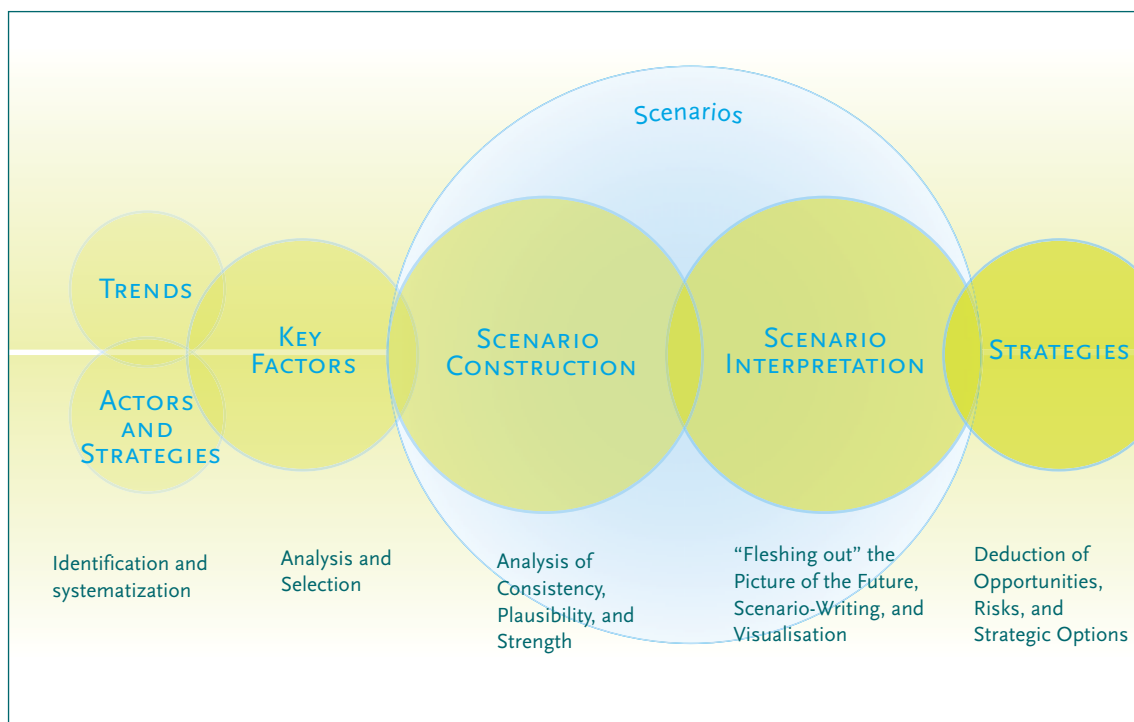 Scenarios
Trends
Actors
and
Strategies
Key
Factors
Scenario
Construction
Scenario
Interpretation
Strategies
Identification and
systematization
Analysis and
Selection
Analysis of
Consistency,
Plausibility, and
Strength
“Fleshing out” the
Picture of the Future,
Scenario-Writing, and
Visualisation
Deduction of
Opportunities,
Risks, and
Strategic Options